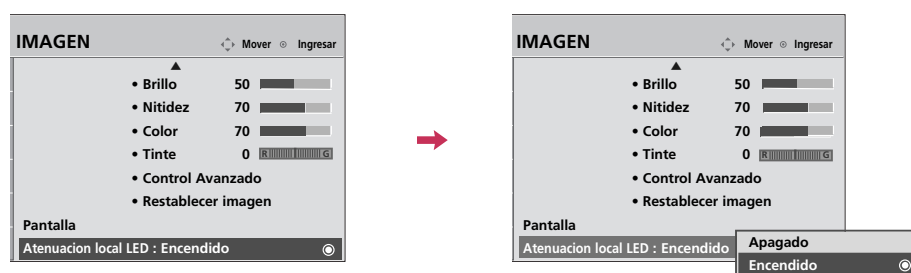 IMAGEN
Mover
Ingresar
• Brillo 50
• Nitidez 70
• Color 70
• Tinte 0 R G
• Control Avanzado
• Restablecer imagen
Pantalla
Atenuacion local LED : Encendido
IMAGEN
Mover
Ingresar
• Brillo 50
• Nitidez 70
• Color 70
• Tinte 0 R G
• Control Avanzado
• Restablecer imagen
Pantalla
Atenuacion local LED : Encendido
Apagado
Encendido